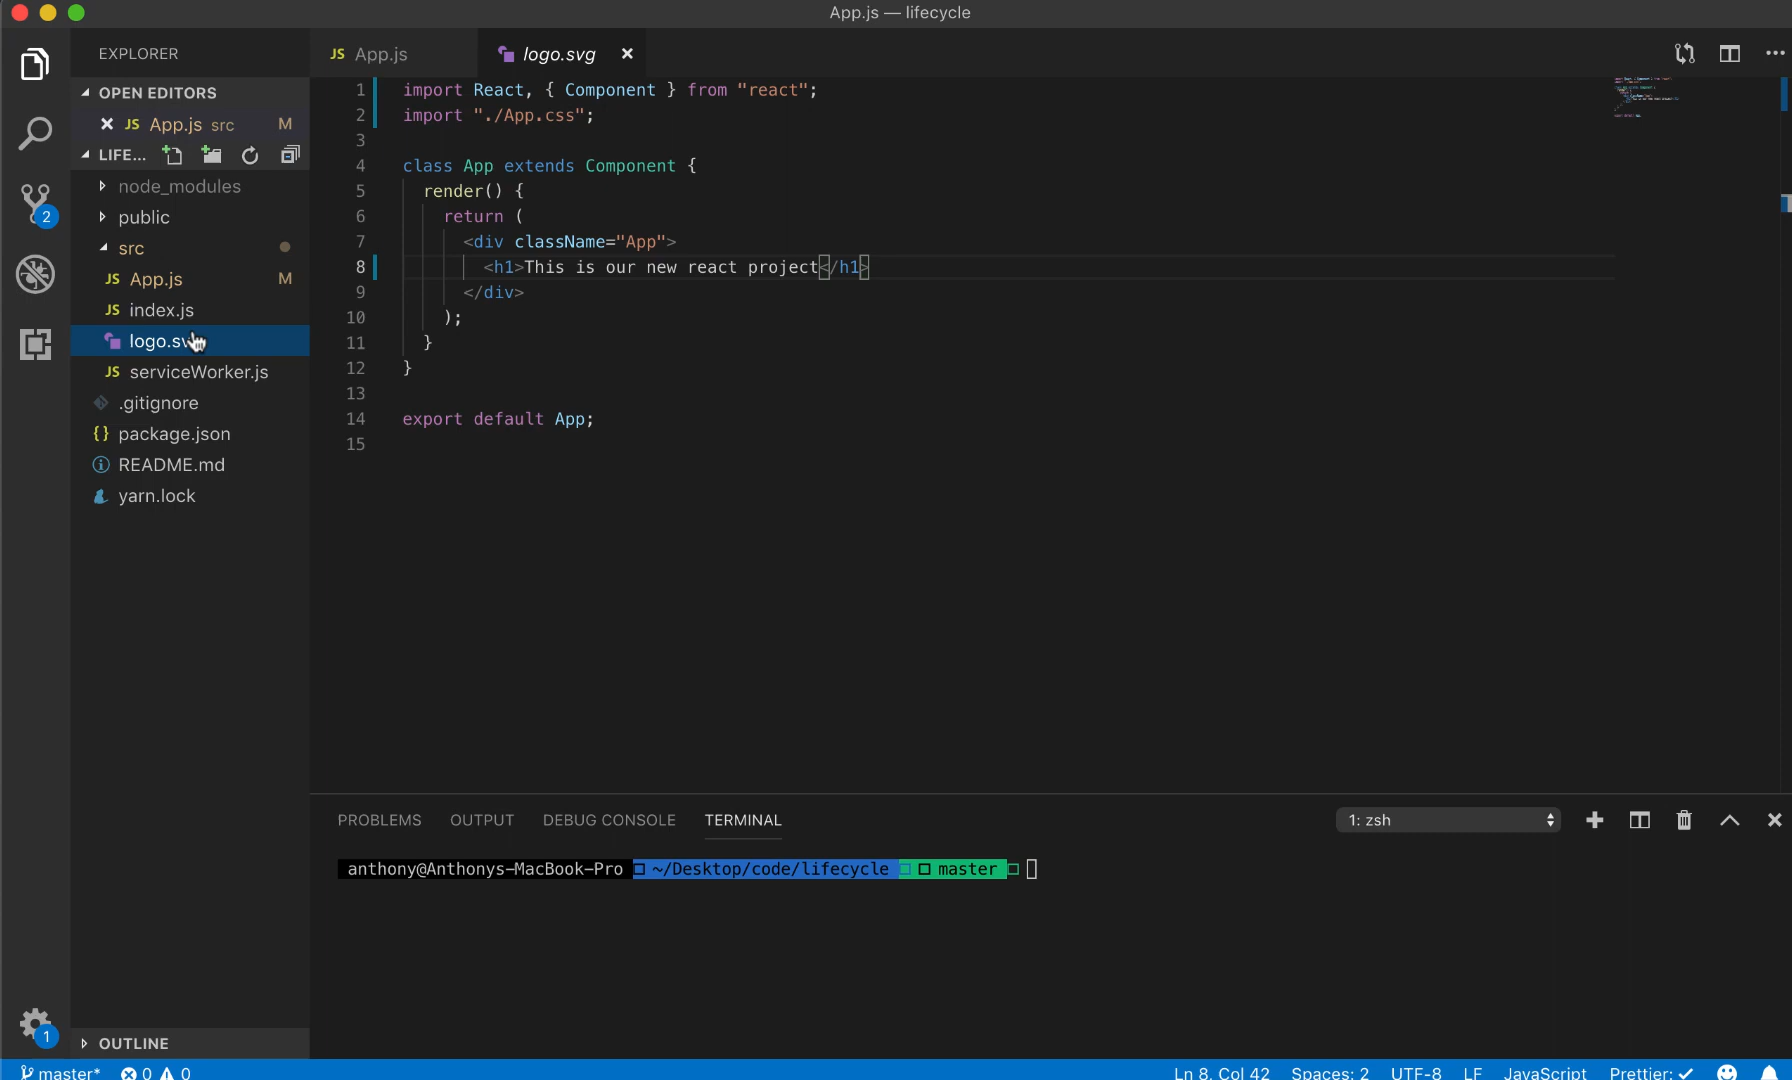 App.js — lifecycle
EXPLORER
JS App.js
logo.svg
OPEN EDITORS
JS App.js src M
LIFE...
node_modules
public
src
JS App.js M
JS index.js
logo.sv
JS serviceWorker.js
.gitignore
{} package.json
README.md
yarn.lock
2
1 import React, { Component } from "react";
2 import "./App.css";
3
4 class App extends Component {
5 render() {
6 return (
7 <div className="App">
8 <h1>This is our new react project</h1>
9 </div>
10 );
11 }
12 }
13
14 export default App;
15
PROBLEMS OUTPUT DEBUG CONSOLE TERMINAL
1: zsh
anthony@Anthonys-MacBook-Pro ~/Desktop/code/lifecycle master
1
OUTLINE
master* 0 0
Ln 8, Col 42 Spaces: 2 UTF-8 LF JavaScript Prettier: ✓